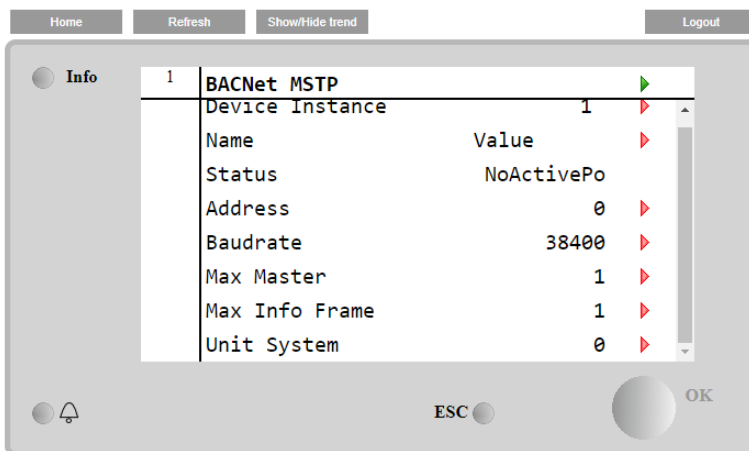 Home Refresh Show/Hide trend Logout
Info 1 BACNet MSTP
Device Instance 1
Name Value
Status NoActivePo
Address 0
Baudrate 38400
Max Master 1
Max Info Frame 1
Unit System 0
ESC OK